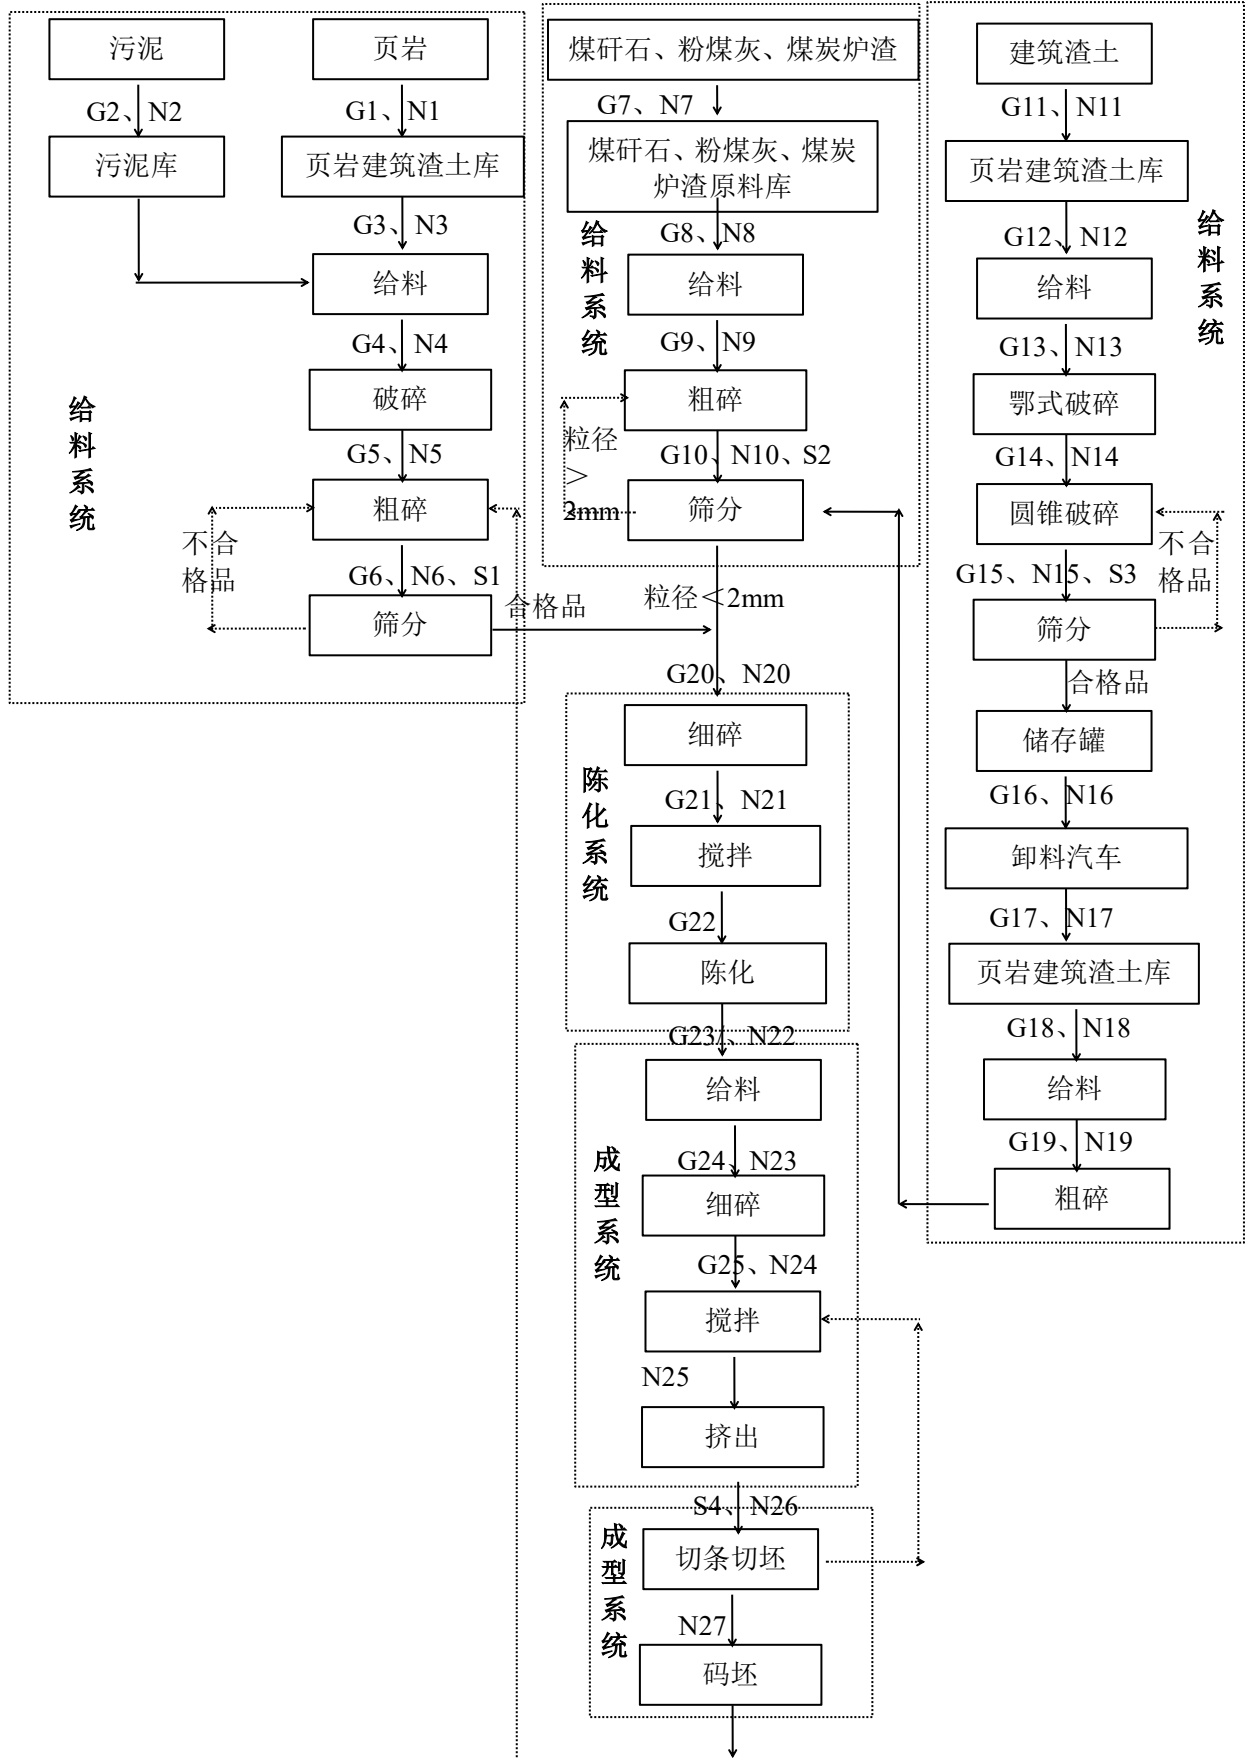 污泥
页岩
G2、N2
G1、N1
污泥库
页岩建筑渣土库
G3、N3
给料
G4、N4
破碎
G5、N5
粗碎
不合
格品
G6、N6、S1
筛分
合格品
给料系统
煤矸石、粉煤灰、煤炭炉渣
G7、N7
煤矸石、粉煤灰、煤炭
炉渣原料库
G8、N8
给料
G9、N9
粗碎
粒径
＞
2mm
G10、N10、S2
筛分
粒径＜2mm
给料系统
建筑渣土
G11、N11
页岩建筑渣土库
G12、N12
给料
G13、N13
鄂式破碎
G14、N14
圆锥破碎
不合
格品
G15、N15、S3
筛分
合格品
储存罐
G16、N16
卸料汽车
G17、N17
页岩建筑渣土库
G18、N18
给料
G19、N19
粗碎
给料系统
G20、N20
细碎
G21、N21
搅拌
G22
陈化
陈化系统
G23/、N22
给料
G24、N23
细碎
G25、N24
搅拌
N25
挤出
成型系统
S4、N26
切条切坯
N27
码坯
成型系统